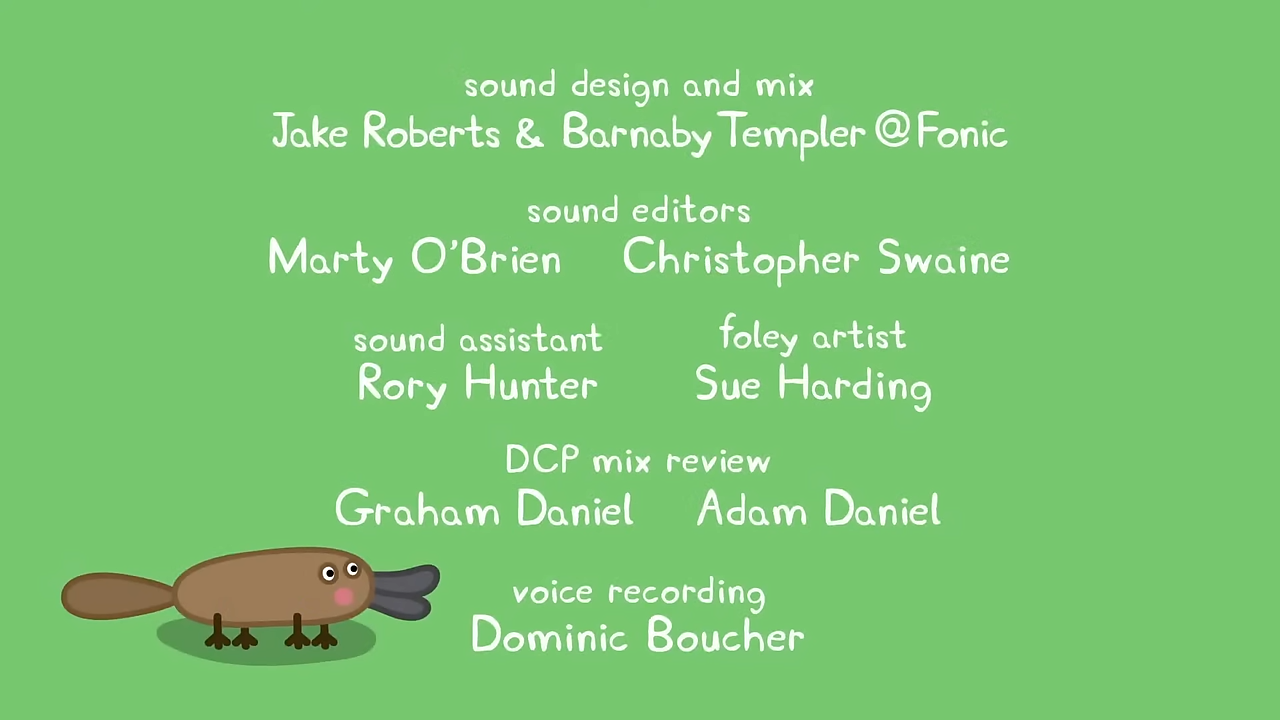 sound design and mix
Jake Roberts & Barnaby Templer @ Fonic
sound editors
Marty O'Brien Christopher Swaine
sound assistant foley artist
Rory Hunter Sue Harding
DCP mix review
Graham Daniel Adam Daniel
voice recording
Dominic Boucher